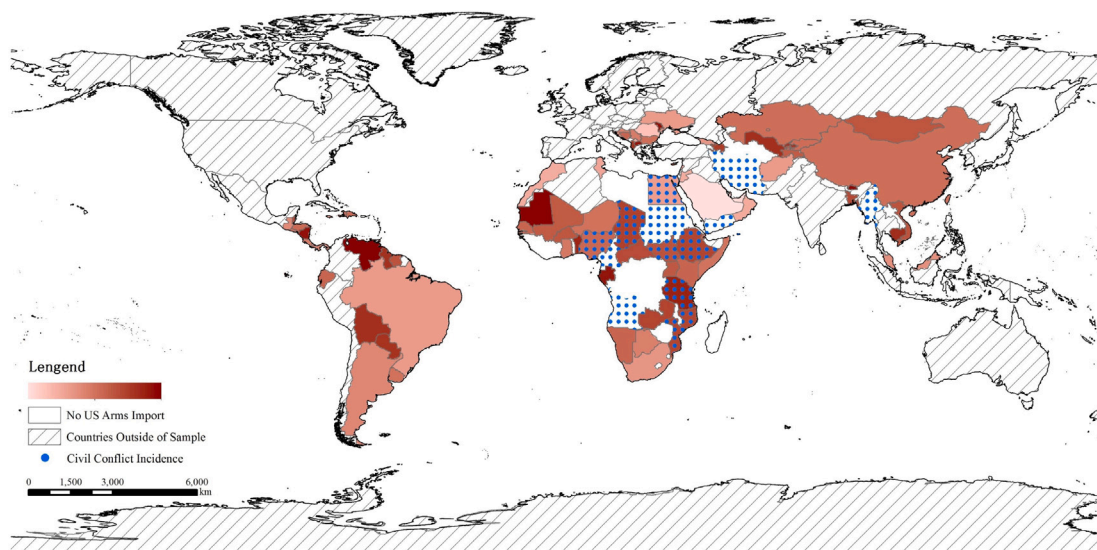 Lengend
No US Arms Import
Countries Outside of Sample
Civil Conflict Incidence
0 1,500 3,000 6,000
km